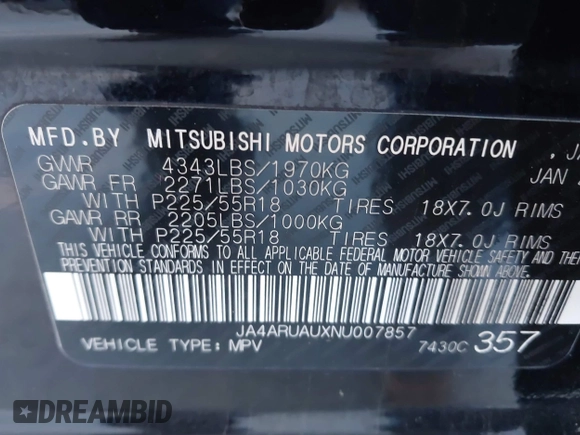 MFD.BY MITSUBISHI MOTORS CORPORATION , JA
GVWR 4343LBS/1970KG JAN
GAWR FR 2271LBS/1030KG
WITH P225/55R18 TIRES 18X7.0J RIMS
GAWR RR 2205LBS/1000KG
WITH P225/55R18 TIRES 18X7.0J RIMS
THIS VEHICLE CONFORMS TO ALL APPLICABLE FEDERAL MOTOR VEHICLE SAFETY AND THE
PREVENTION STANDARDS IN EFFECT ON THE DATE OF MANUFACTURE SHOWN ABOVE.
JA4ARUAUXNU007857
VEHICLE TYPE: MPV 7430C 357
DREAMBID